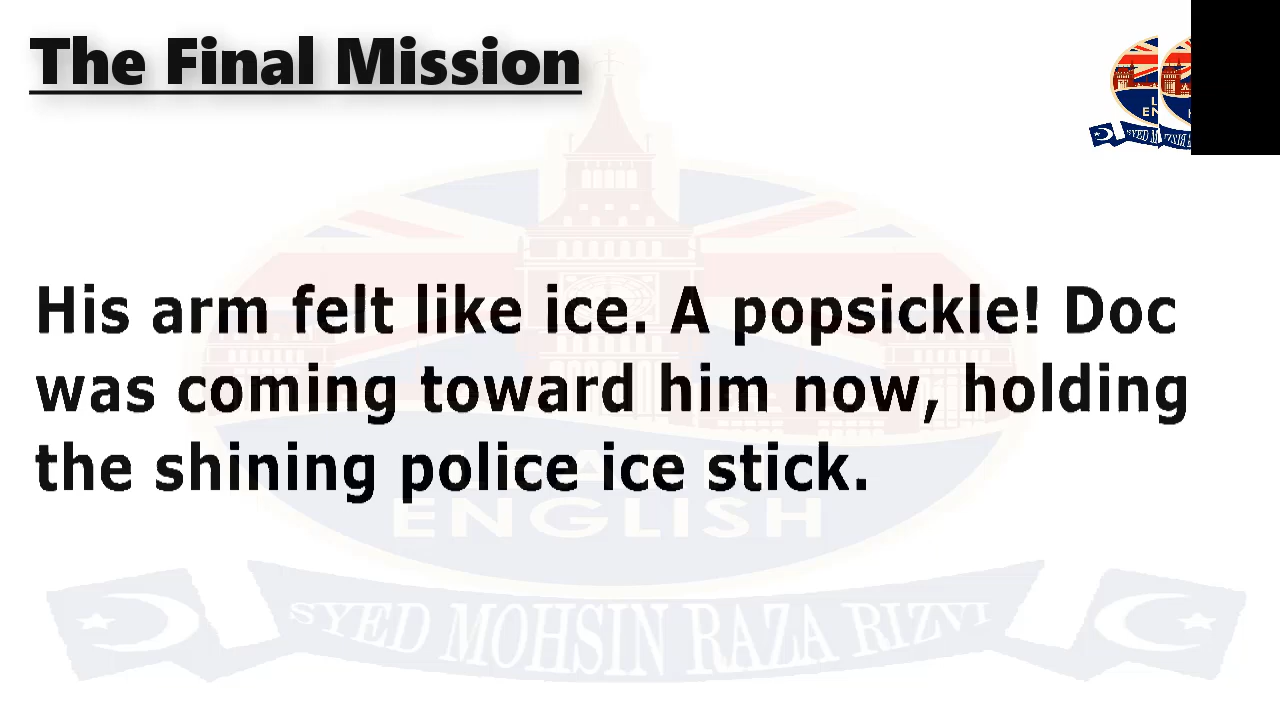 The Final Mission
His arm felt like ice. A popsickle! Doc
was coming toward him now, holding
the shining police ice stick.
ENGLISH
SYED MOHSIN RAZA RIZVI